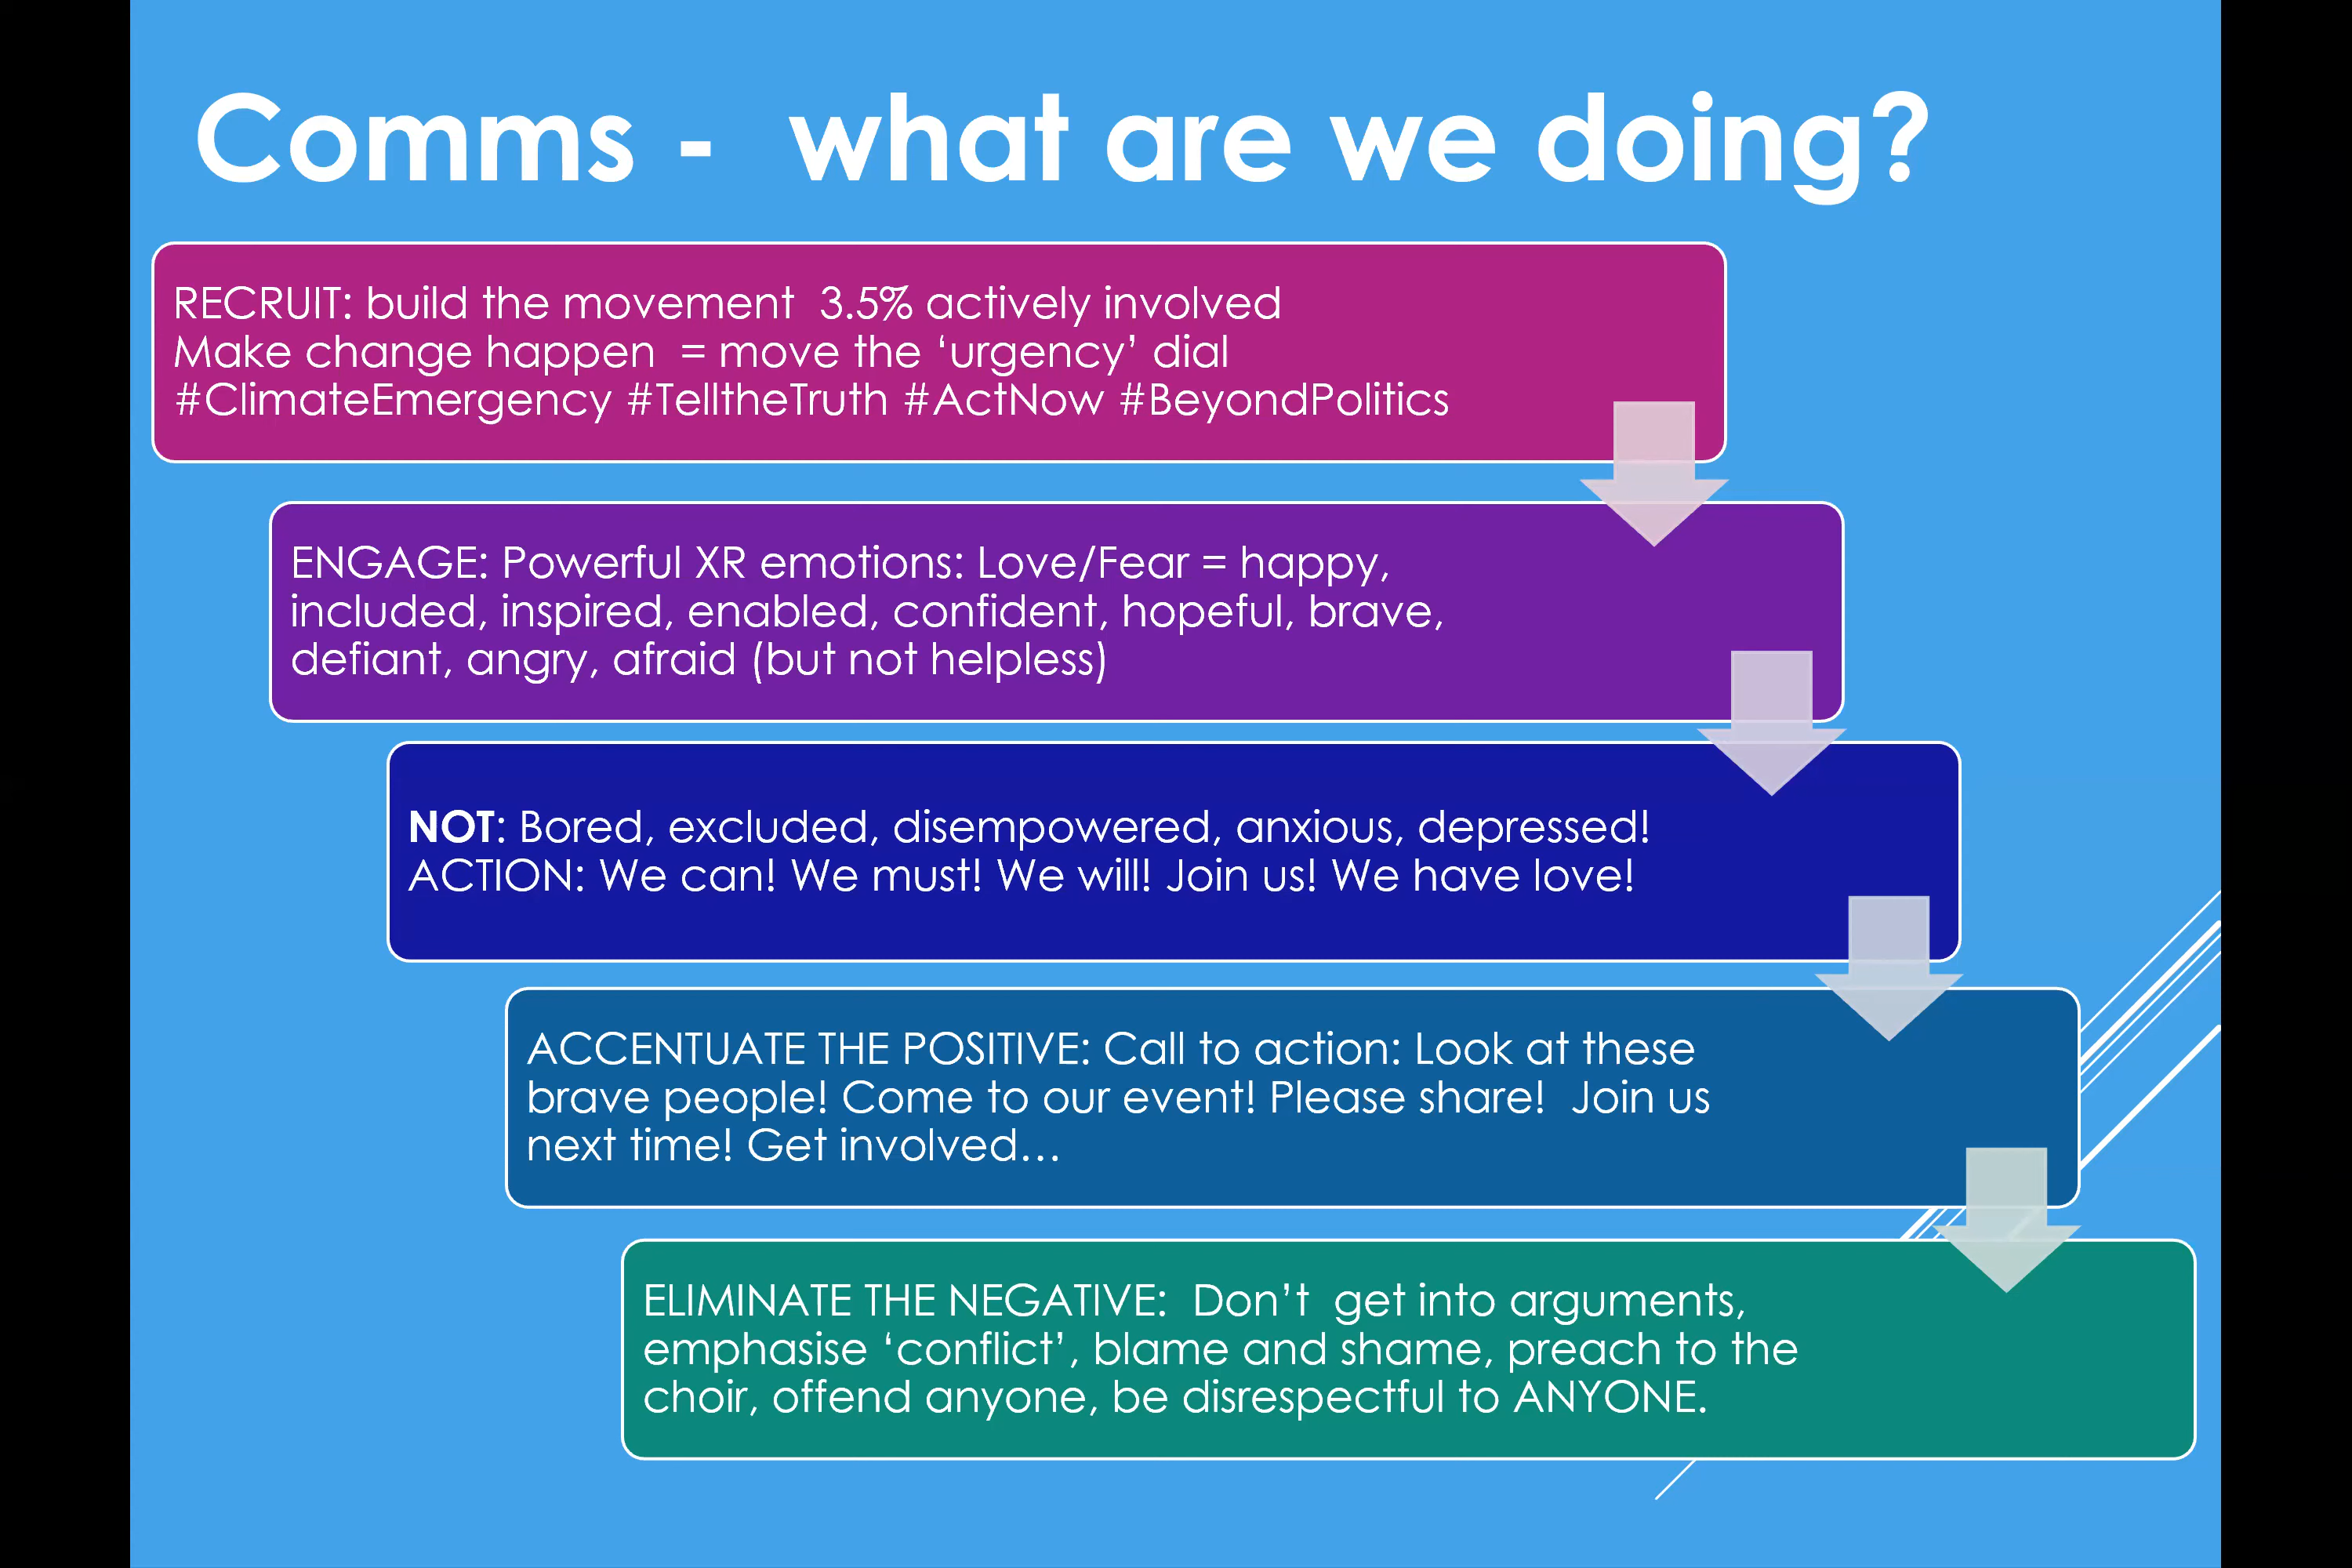 Comms -  what are we doing?
RECRUIT: build the movement  3.5% actively involved
Make change happen  = move the ‘urgency’ dial
#ClimateEmergency #TelltheTruth #ActNow #BeyondPolitics
ENGAGE: Powerful XR emotions: Love/Fear = happy,
included, inspired, enabled, confident, hopeful, brave,
defiant, angry, afraid (but not helpless)
NOT: Bored, excluded, disempowered, anxious, depressed!
ACTION: We can! We must! We will! Join us! We have love!
ACCENTUATE THE POSITIVE: Call to action: Look at these
brave people! Come to our event! Please share!  Join us
next time! Get involved…
ELIMINATE THE NEGATIVE:  Don’t  get into arguments,
emphasise ‘conflict’, blame and shame, preach to the
choir, offend anyone, be disrespectful to ANYONE.